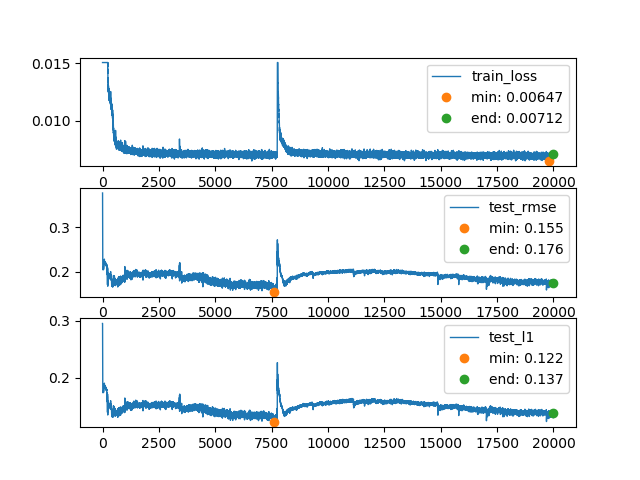 0.015
0.010
train_loss
min: 0.00647
end: 0.00712
0 2500 5000 7500 10000 12500 15000 17500 20000
0.3
0.2
test_rmse
min: 0.155
end: 0.176
0 2500 5000 7500 10000 12500 15000 17500 20000
0.3
0.2
test_l1
min: 0.122
end: 0.137
0 2500 5000 7500 10000 12500 15000 17500 20000